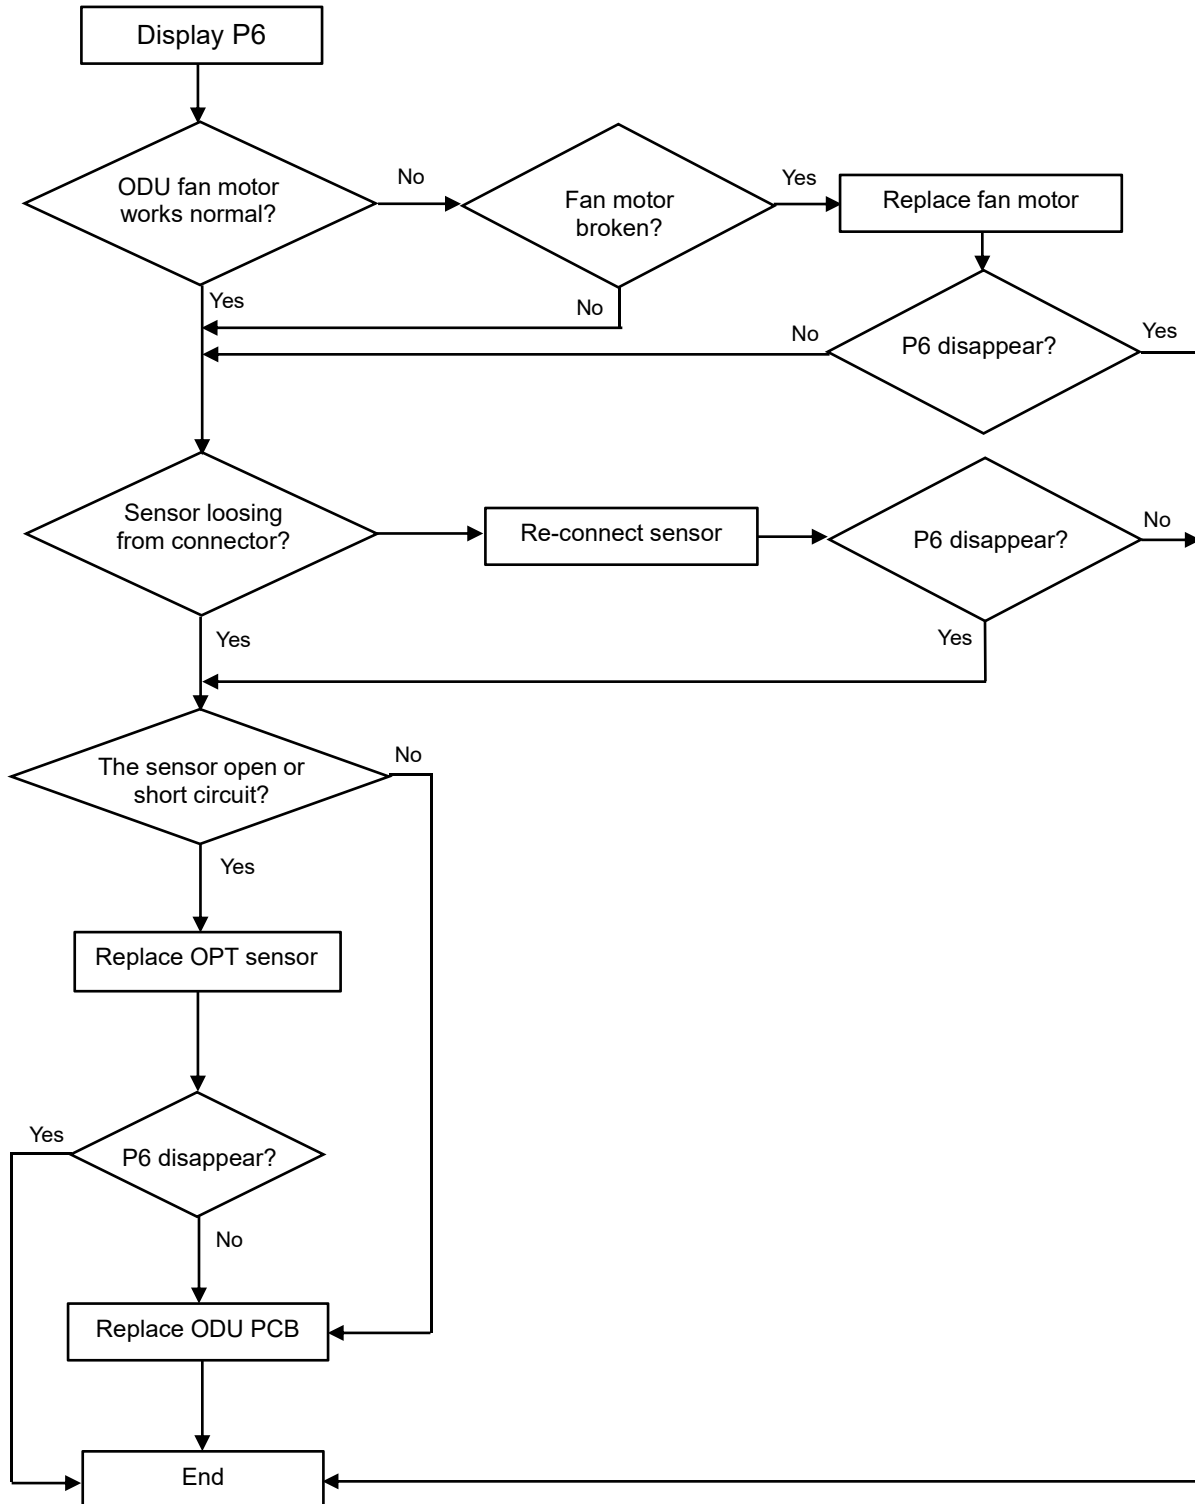 Display P6
ODU fan motor
works normal?
No
Fan motor
broken?
Yes
Replace fan motor
Yes
No
No
P6 disappear?
Yes
Sensor loosing
from connector?
Re-connect sensor
P6 disappear?
No
Yes
Yes
The sensor open or
short circuit?
No
Yes
Replace OPT sensor
Yes
P6 disappear?
No
Replace ODU PCB
End